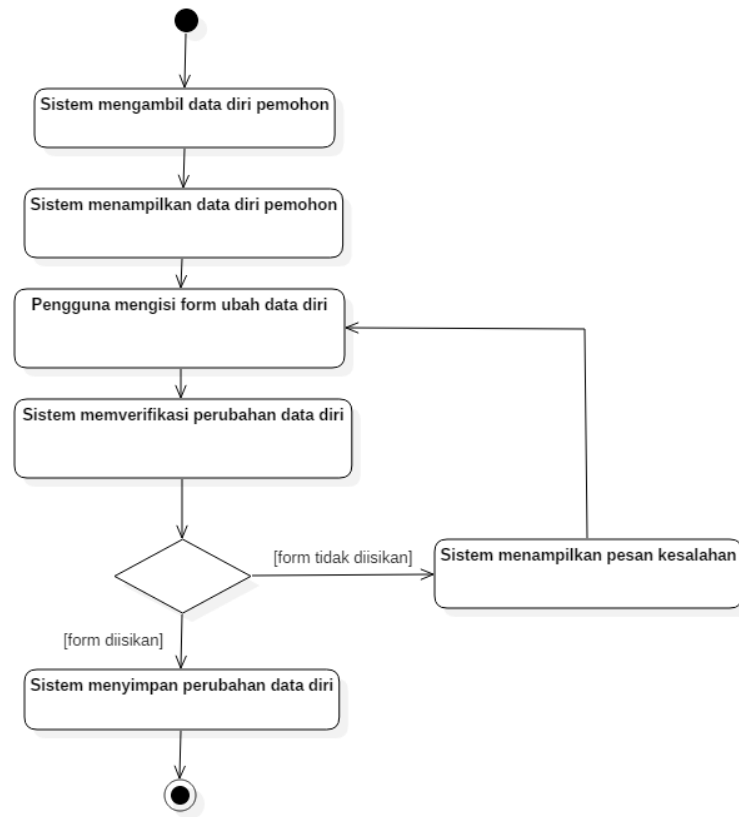 Sistem mengambil data diri pemohon
Sistem menampilkan data diri pemohon
Pengguna mengisi form ubah data diri
Sistem memverifikasi perubahan data diri
[form tidak diisikan]
Sistem menampilkan pesan kesalahan
[form diisikan]
Sistem menyimpan perubahan data diri